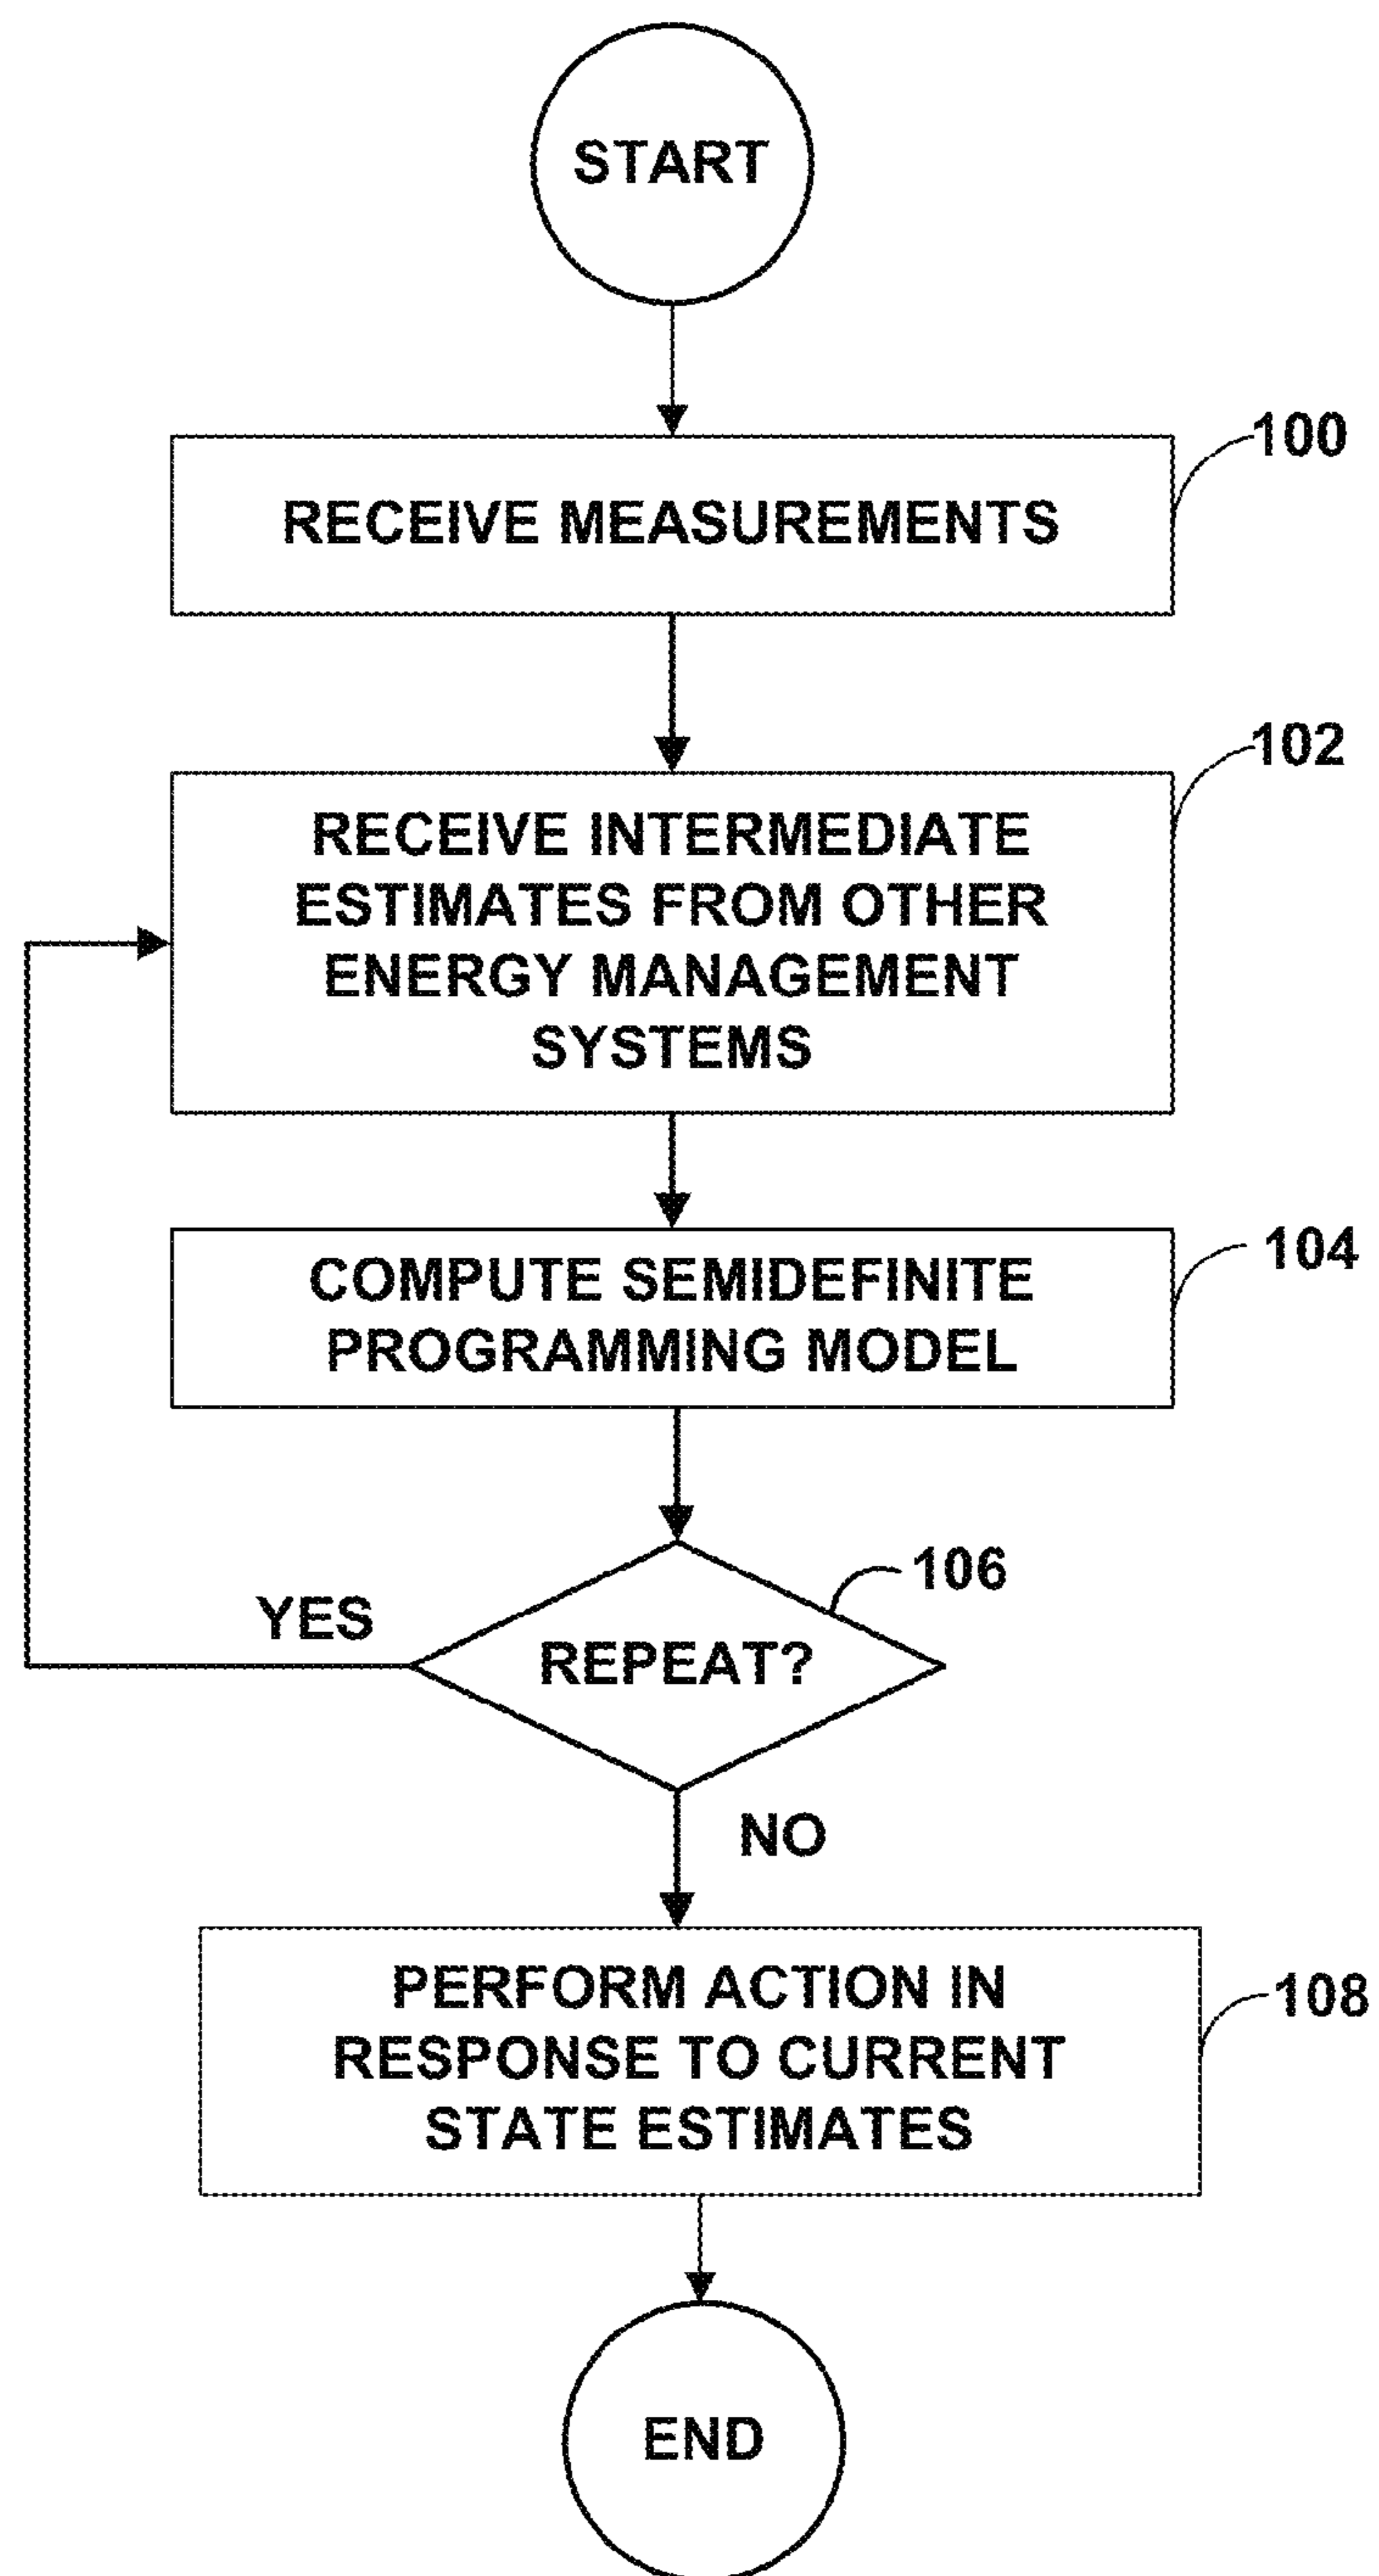 START
100
RECEIVE MEASUREMENTS
102
RECEIVE INTERMEDIATE
ESTIMATES FROM OTHER
ENERGY MANAGEMENT
SYSTEMS
104
COMPUTE SEMIDEFINITE
PROGRAMMING MODEL
106
YES
REPEAT?
NO
PERFORM ACTION IN
RESPONSE TO CURRENT
STATE ESTIMATES
108
END